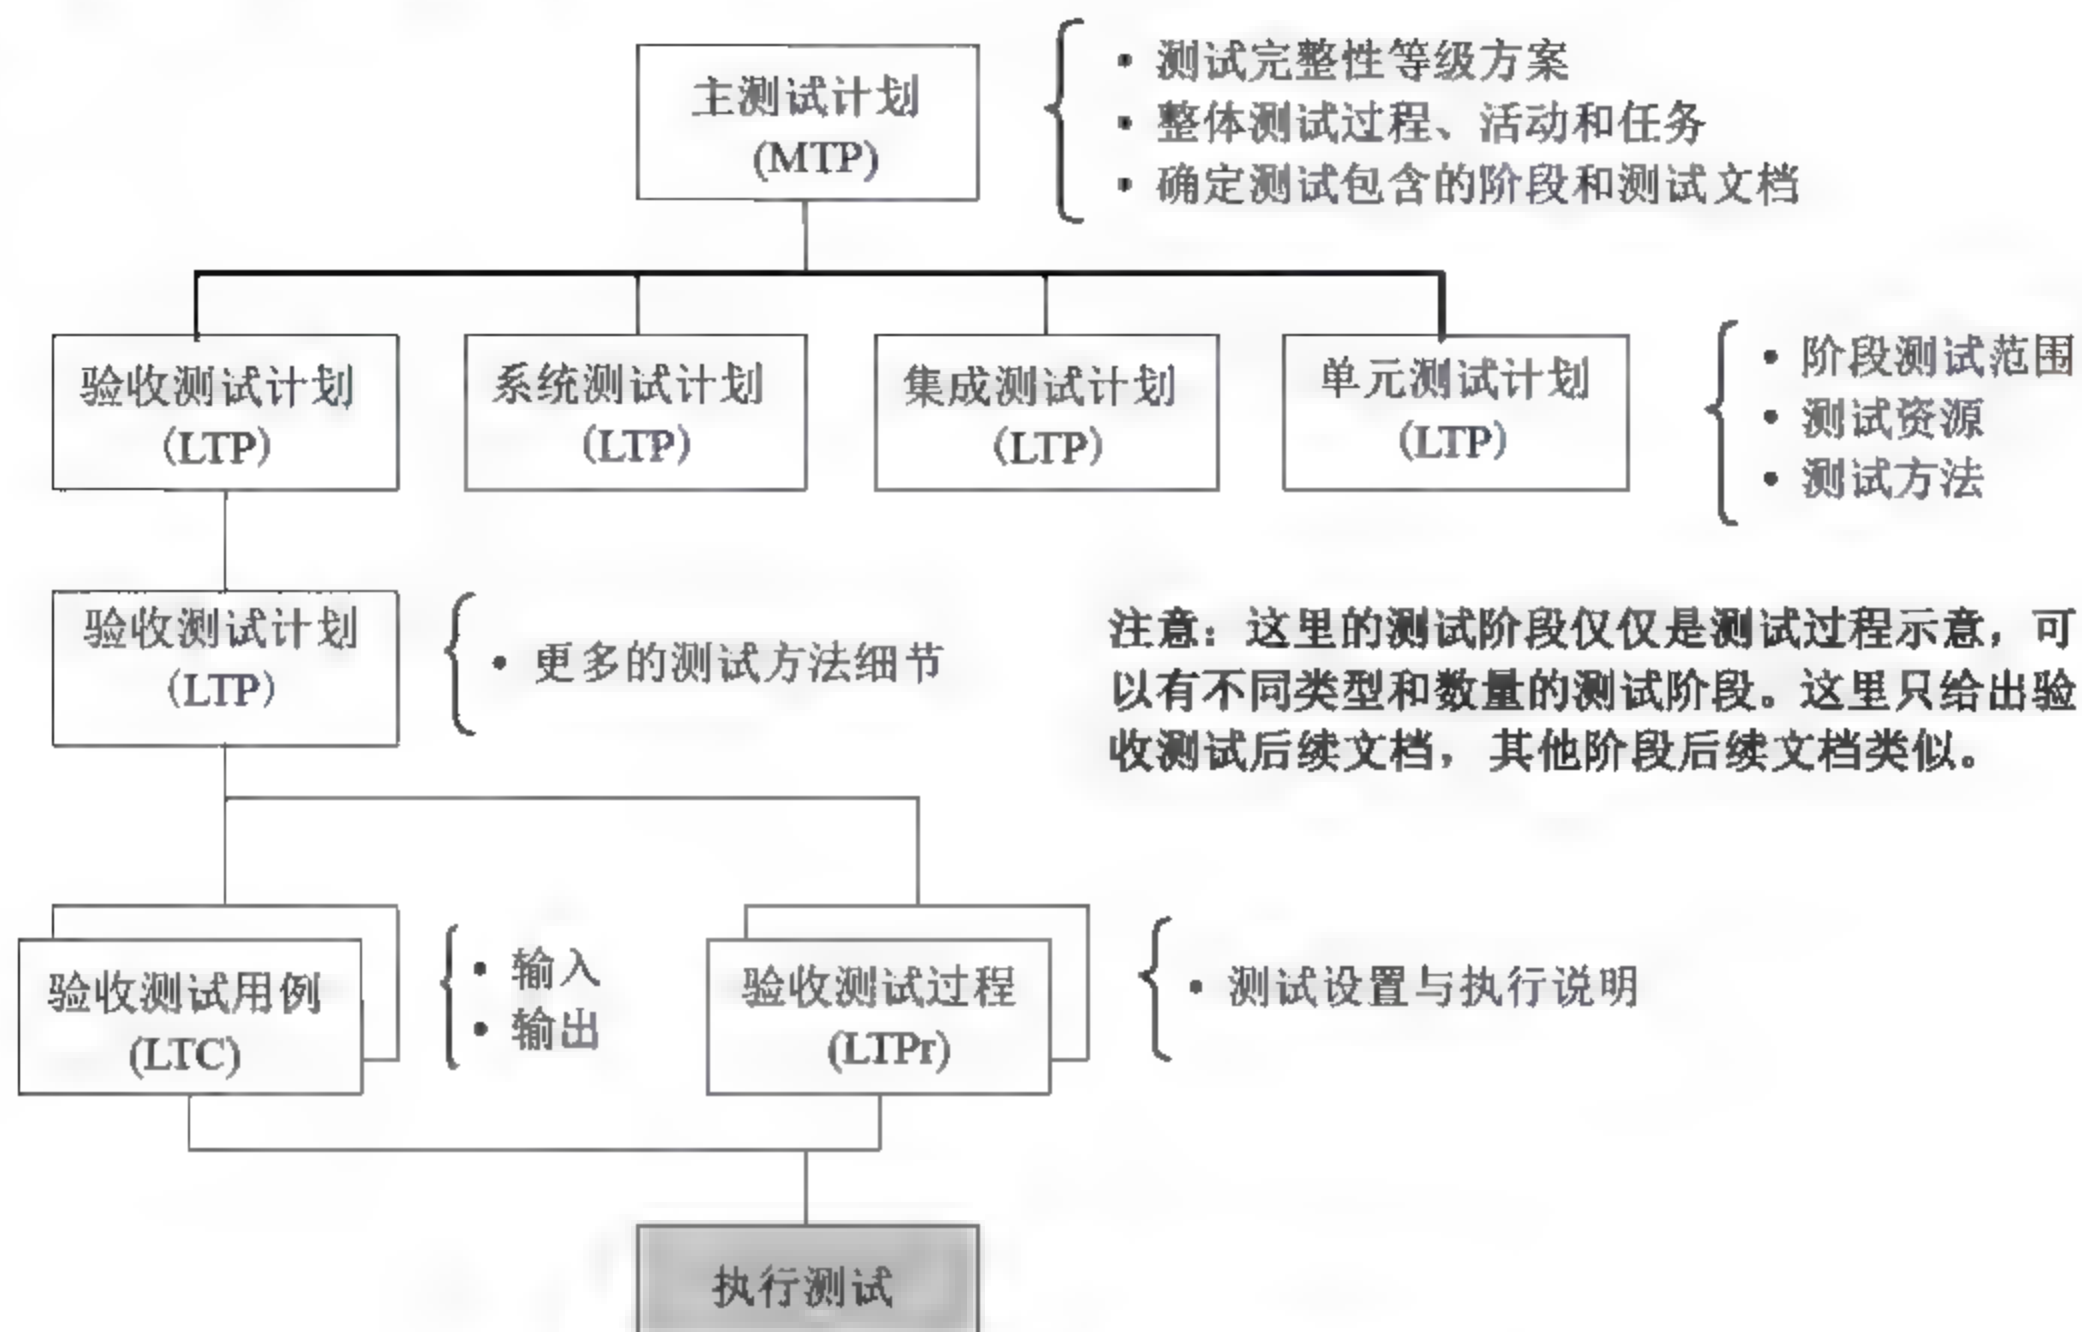 主测试计划
(MTP)
• 测试完整性等级方案
• 整体测试过程、活动和任务
• 确定测试包含的阶段和测试文档
验收测试计划
(LTP)
系统测试计划
(LTP)
集成测试计划
(LTP)
单元测试计划
(LTP)
• 阶段测试范围
• 测试资源
• 测试方法
验收测试计划
(LTP)
• 更多的测试方法细节
注意：这里的测试阶段仅仅是测试过程示意，可
以有不同类型和数量的测试阶段。这里只给出验
收测试后续文档，其他阶段后续文档类似。
验收测试用例
(LTC)
• 输入
• 输出
验收测试过程
(LTPr)
• 测试设置与执行说明
执行测试